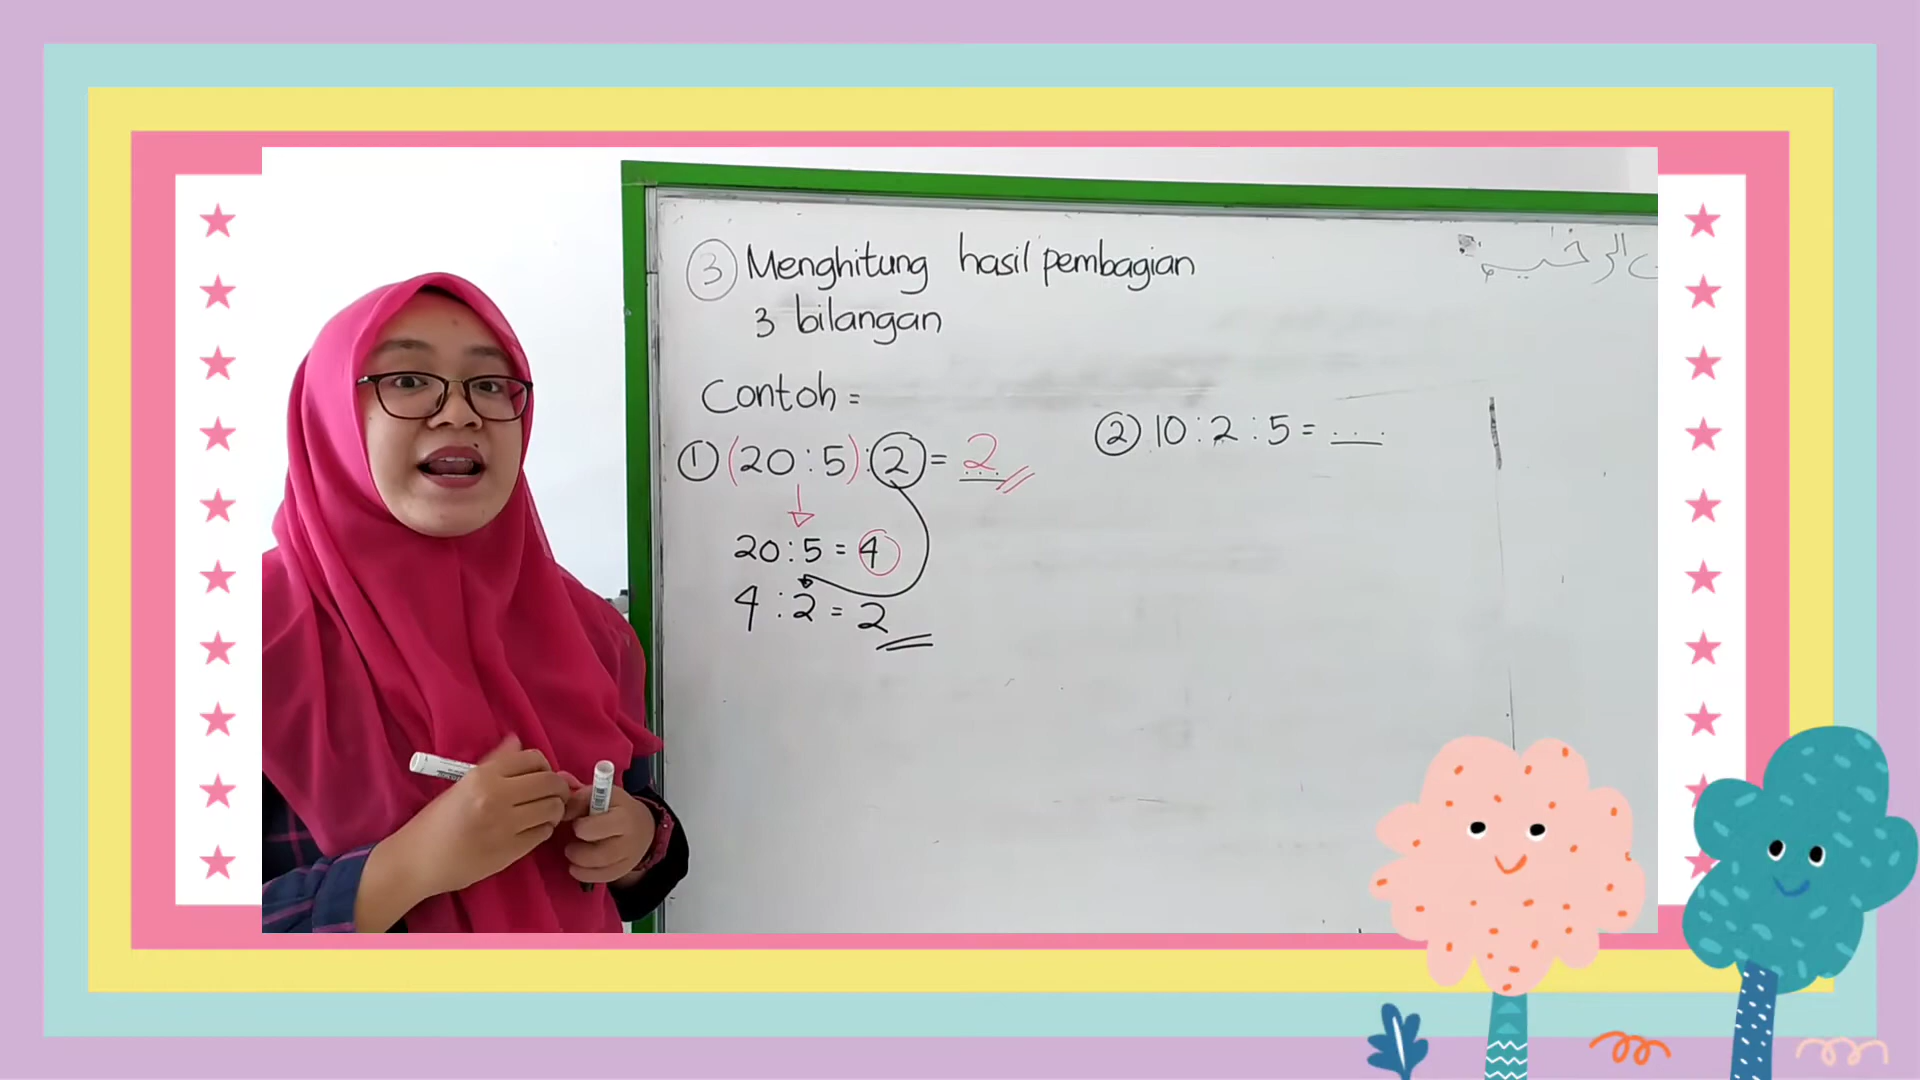 ③ Menghitung hasil pembagian
3 bilangan
Contoh =
① (20 : 5) : 2 = 2
20 : 5 = 4
4 : 2 = 2
② 10 : 2 : 5 = ...